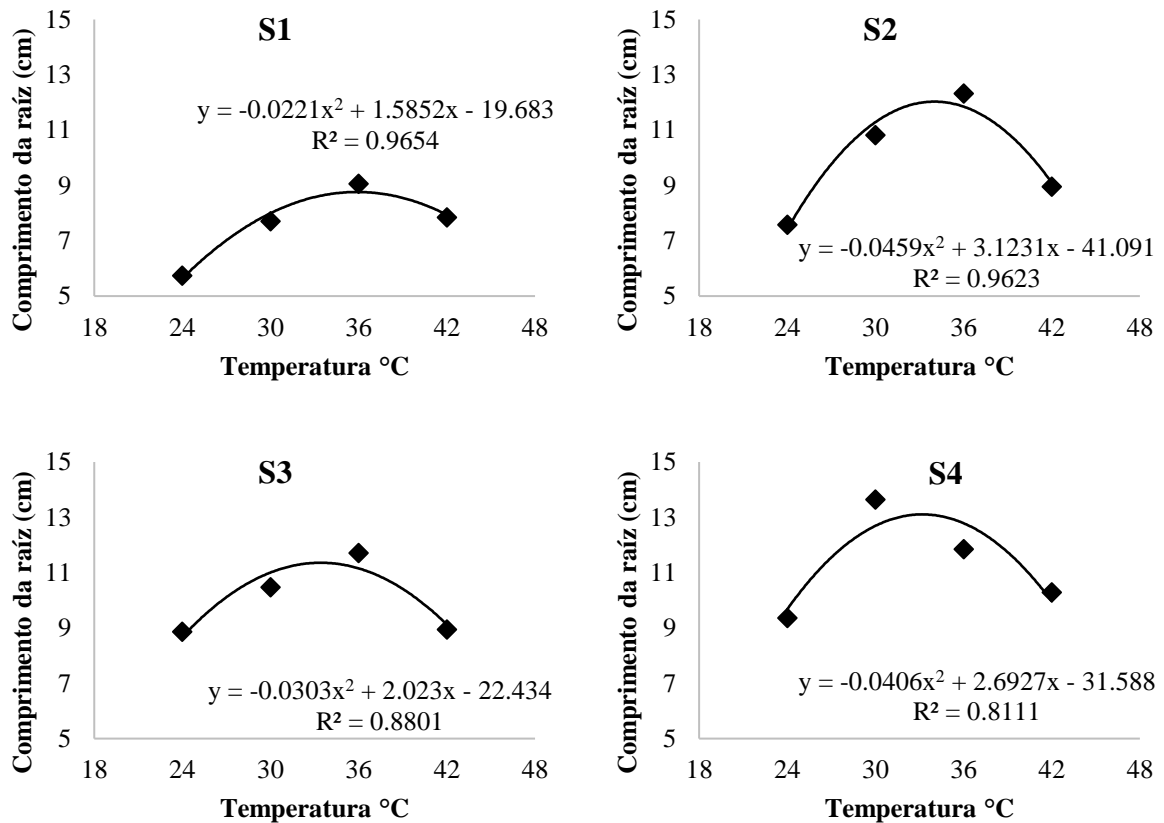 S1
Comprimento da raíz (cm)
15
13
11
9
7
5
y = -0.0221x² + 1.5852x - 19.683
R² = 0.9654
18 24 30 36 42 48
Temperatura °C
S2
Comprimento da raíz (cm)
15
13
11
9
7
5
y = -0.0459x² + 3.1231x - 41.091
R² = 0.9623
18 24 30 36 42 48
Temperatura °C
S3
Comprimento da raíz (cm)
15
13
11
9
7
5
y = -0.0303x² + 2.023x - 22.434
R² = 0.8801
18 24 30 36 42 48
Temperatura °C
S4
Comprimento da raíz (cm)
15
13
11
9
7
5
y = -0.0406x² + 2.6927x - 31.588
R² = 0.8111
18 24 30 36 42 48
Temperatura °C